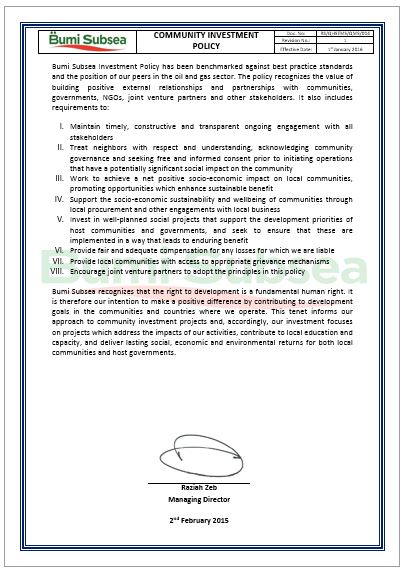 Bumi Subsea
COMMUNITY INVESTMENT
POLICY
Doc. No:
Revision No.: 1
Effective Date: 1st January 2016
Bumi Subsea Investment Policy has been benchmarked against best practice standards
and the position of our peers in the oil and gas sector. The policy recognizes the value of
building positive external relationships and partnerships with communities,
governments, NGOs, joint venture partners and other stakeholders. It also includes
requirements to:
I. Maintain timely, constructive and transparent ongoing engagement with all
stakeholders
II. Treat neighbors with respect and understanding, acknowledging community
governance and seeking free and informed consent prior to initiating operations
that have a potentially significant social impact on the community
III. Work to achieve a net positive socio-economic impact on local communities,
promoting opportunities which enhance sustainable benefit
IV. Support the socio-economic sustainability and wellbeing of communities through
local procurement and other engagements with local business
V. Invest in well-planned social projects that support the development priorities of
host communities and governments, and seek to ensure that these are
implemented in a way that leads to enduring benefit
VI. Provide fair and adequate compensation for any losses for which we are liable
VII. Provide local communities with access to appropriate grievance mechanisms
VIII. Encourage joint venture partners to adopt the principles in this policy
Bumi Subsea
Bumi Subsea recognizes that the right to development is a fundamental human right. It
is therefore our intention to make a positive difference by contributing to development
goals in the communities and countries where we operate. This tenet informs our
approach to community investment projects and, accordingly, our investment focuses
on projects which address the impacts of our activities, contribute to local education and
capacity, and deliver lasting social, economic and environmental returns for both local
communities and host governments.
Raziah Zeb
Managing Director
2nd February 2015